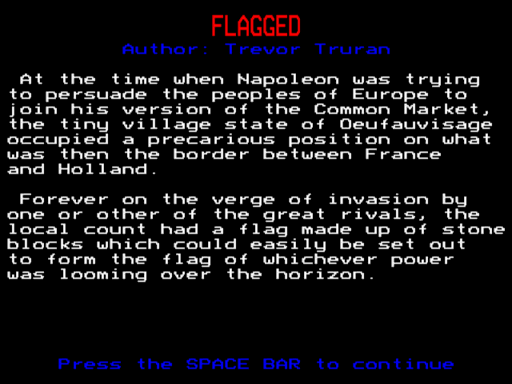 FLAGGED
Author: Trevor Truran
At the time when Napoleon was trying
to persuade the peoples of Europe to
join his version of the Common Market,
the tiny village state of Oeufauvisage
occupied a precarious position on what
was then the border between France
and Holland.
Forever on the verge of invasion by
one or other of the great rivals, the
local count had a flag made up of stone
blocks which could easily be set out
to form the flag of whichever power
was looming over the horizon.
Press the SPACE BAR to continue